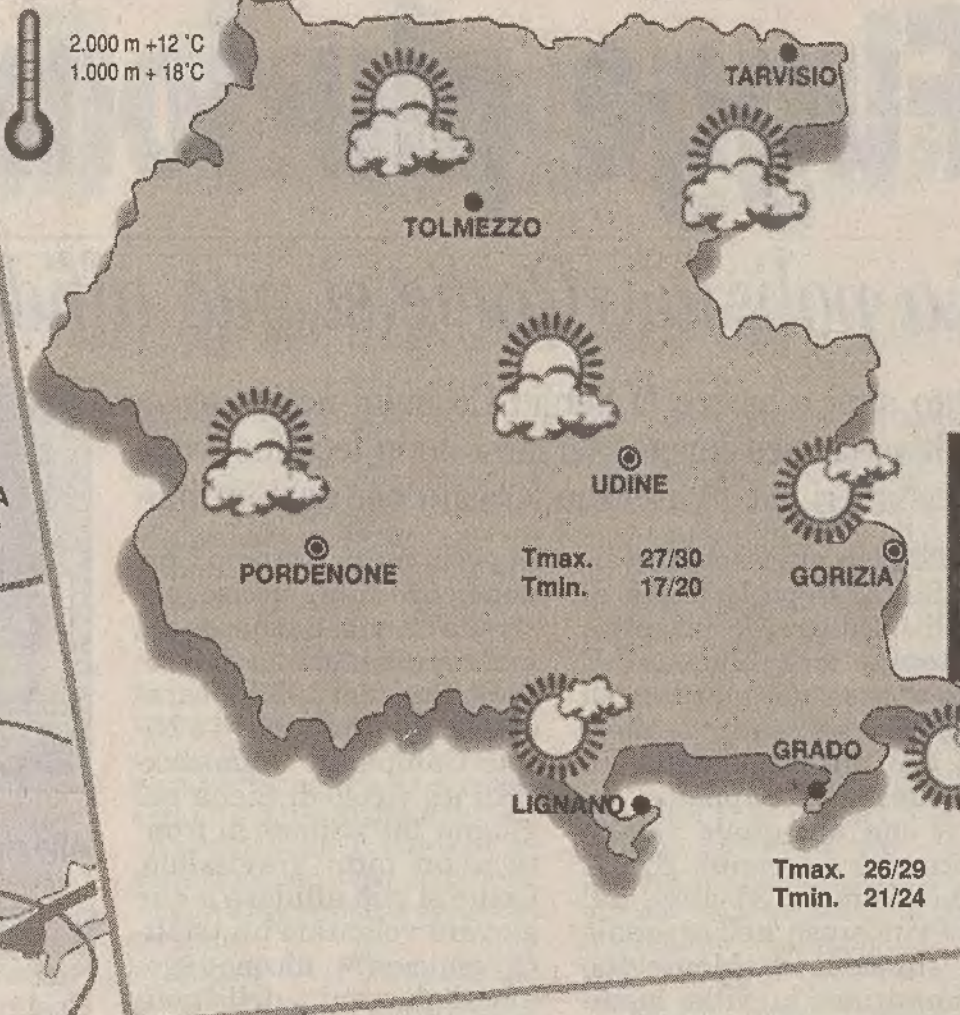 2.000 m +12 °C
1.000 m + 18°C
TARVISIO
TOLMEZZO
UDINE
PORDENONE
Tmax. 27/30
Tmin. 17/20
GORIZIA
GRADO
LIGNANO
Tmax. 26/29
Tmin. 21/24
A